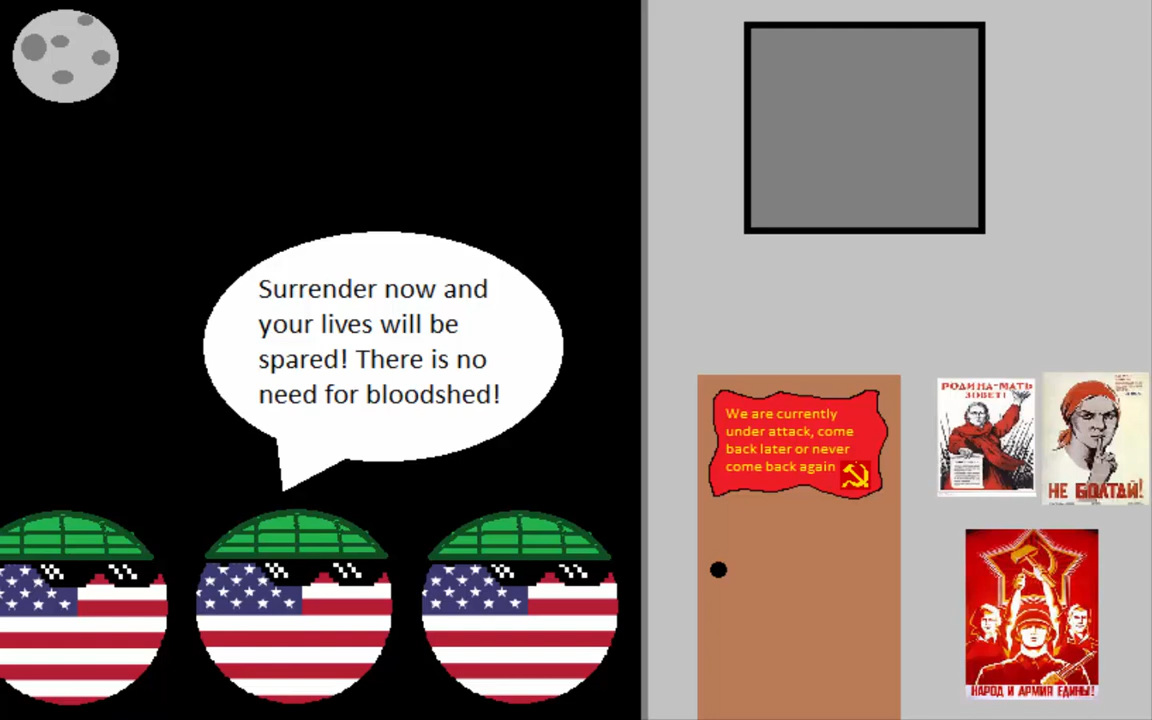 Surrender now and
your lives will be
spared! There is no
need for bloodshed!
We are currently
under attack, come
back later or never
come back again
РОДИНА-МАТЬ
ЗОВЕТ!
НЕ БОЛТАЙ!
НАРОД И АРМИЯ ЕДИНЫ!